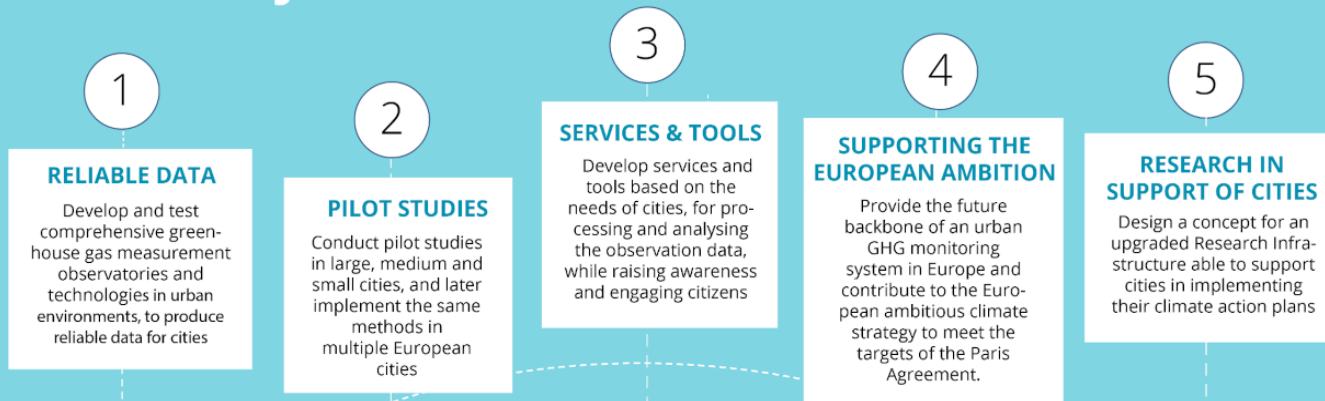 1
RELIABLE DATA
Develop and test
comprehensive green-
house gas measurement
observatories and
technologies in urban
environments, to produce
reliable data for cities
2
PILOT STUDIES
Conduct pilot studies
in large, medium and
small cities, and later
implement the same
methods in
multiple European
cities
3
SERVICES & TOOLS
Develop services and
tools based on the
needs of cities, for pro-
cessing and analysing
the observation data,
while raising awareness
and engaging citizens
4
SUPPORTING THE
EUROPEAN AMBITION
Provide the future
backbone of an urban
GHG monitoring
system in Europe and
contribute to the Euro-
pean ambitious climate
strategy to meet the
targets of the Paris
Agreement.
5
RESEARCH IN
SUPPORT OF CITIES
Design a concept for an
upgraded Research Infra-
structure able to support
cities in implementing
their climate action plans